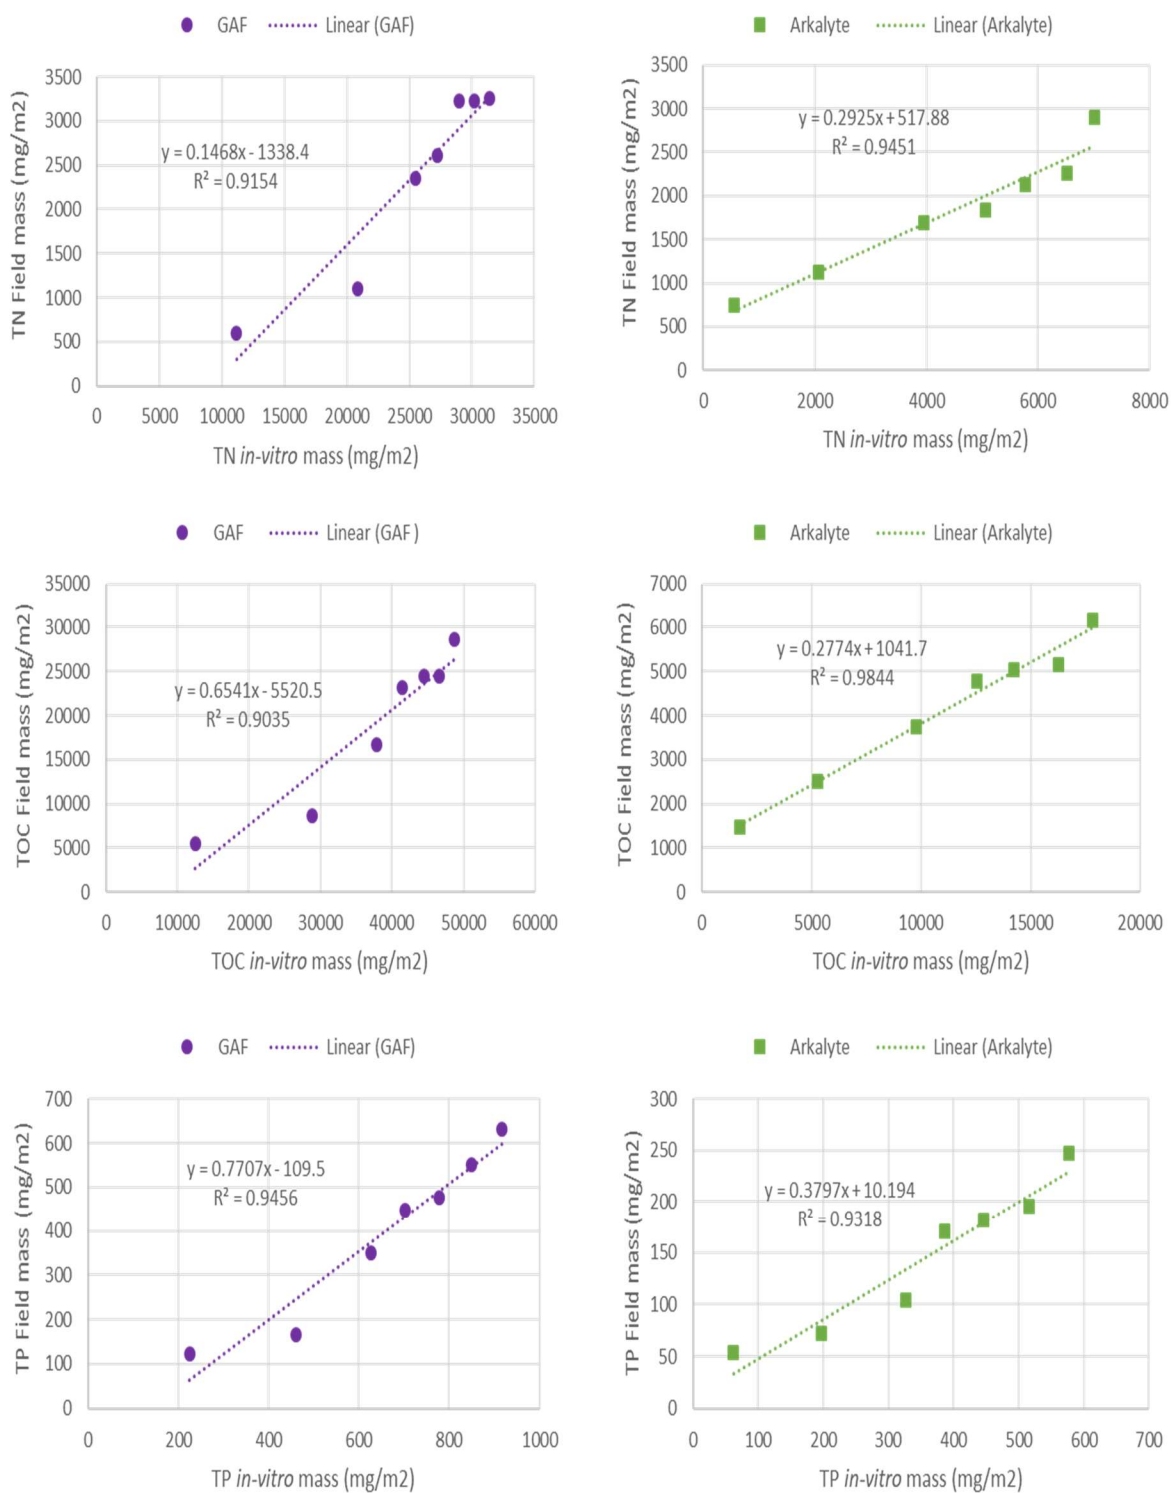 GAF Linear (GAF)
TN Field mass (mg/m2)
3500
3000
2500
2000
1500
1000
500
0
y = 0.1468x - 1338.4
R² = 0.9154
0 5000 10000 15000 20000 25000 30000 35000
TN in-vitro mass (mg/m2)
Arkalyte Linear (Arkalyte)
TN Field mass (mg/m2)
3500
3000
2500
2000
1500
1000
500
0
y = 0.2925x + 517.88
R² = 0.9451
0 2000 4000 6000 8000
TN in-vitro mass (mg/m2)
GAF Linear (GAF )
TOC Field mass (mg/m2)
35000
30000
25000
20000
15000
10000
5000
0
y = 0.6541x - 5520.5
R² = 0.9035
0 10000 20000 30000 40000 50000 60000
TOC in-vitro mass (mg/m2)
Arkalyte Linear (Arkalyte)
TOC Field mass (mg/m2)
7000
6000
5000
4000
3000
2000
1000
0
y = 0.2774x + 1041.7
R² = 0.9844
0 5000 10000 15000 20000
TOC in-vitro mass (mg/m2)
GAF Linear (GAF)
TP Field mass (mg/m2)
700
600
500
400
300
200
100
0
y = 0.7707x - 109.5
R² = 0.9456
0 200 400 600 800 1000
TP in-vitro mass (mg/m2)
Arkalyte Linear (Arkalyte)
TP Field mass (mg/m2)
300
250
200
150
100
50
0
y = 0.3797x + 10.194
R² = 0.9318
0 100 200 300 400 500 600 700
TP in-vitro mass (mg/m2)